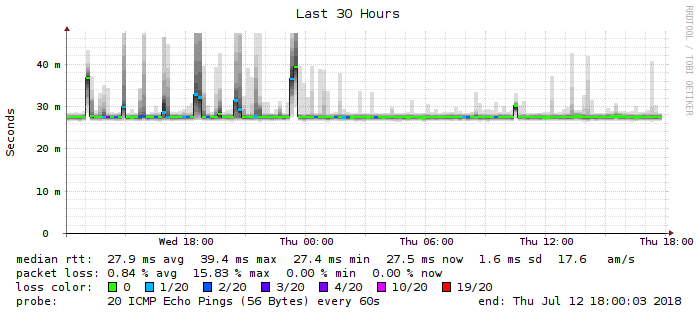 Last 30 Hours
RRDTOOL / TOBI OETIKER
Seconds
40 m
30 m
20 m
10 m
0
Wed 18:00 Thu 00:00 Thu 06:00 Thu 12:00 Thu 18:00
median rtt: 27.9 ms avg 39.4 ms max 27.4 ms min 27.5 ms now 1.6 ms sd 17.6 am/s
packet loss: 0.84 % avg 15.83 % max 0.00 % min 0.00 % now
loss color: 0 1/20 2/20 3/20 4/20 10/20 19/20
probe: 20 ICMP Echo Pings (56 Bytes) every 60s end: Thu Jul 12 18:00:03 2018